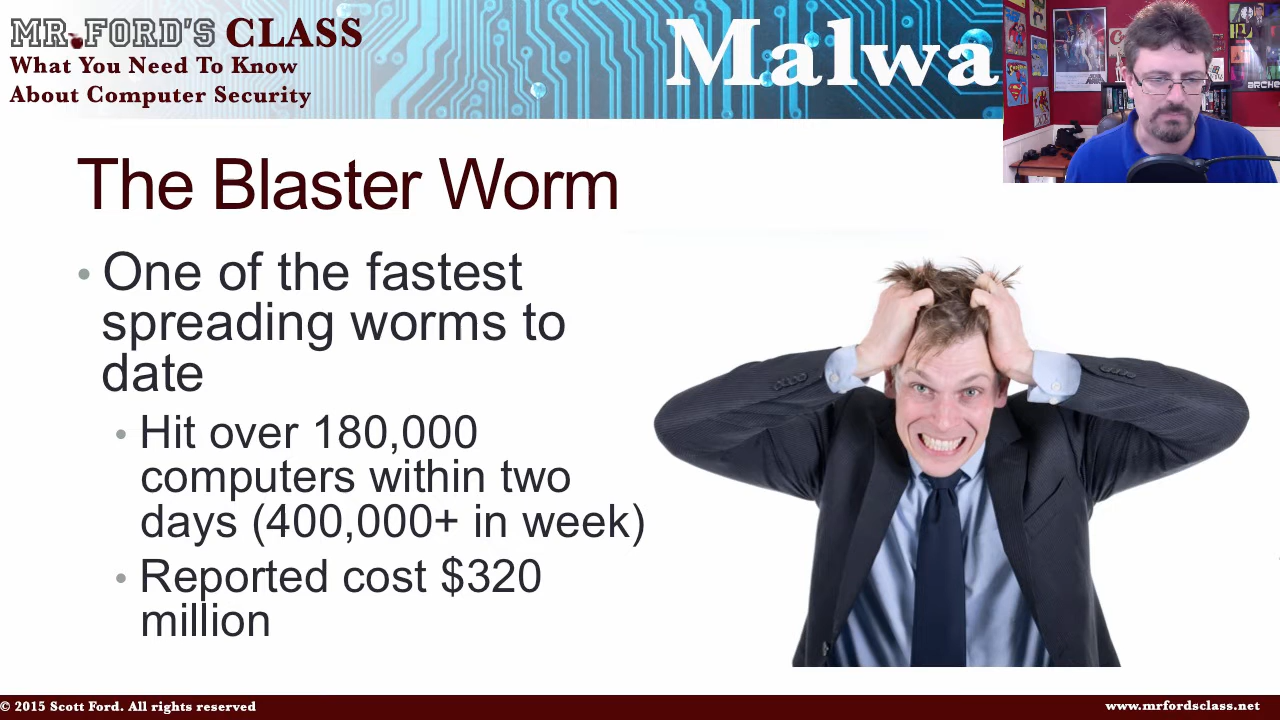 MR. FORD'S CLASS
What You Need To Know
About Computer Security
Malwa
ARCHE
The Blaster Worm
• One of the fastest
spreading worms to
date
• Hit over 180,000
computers within two
days (400,000+ in week)
• Reported cost $320
million
© 2015 Scott Ford. All rights reserved
www.mrfordsclass.net